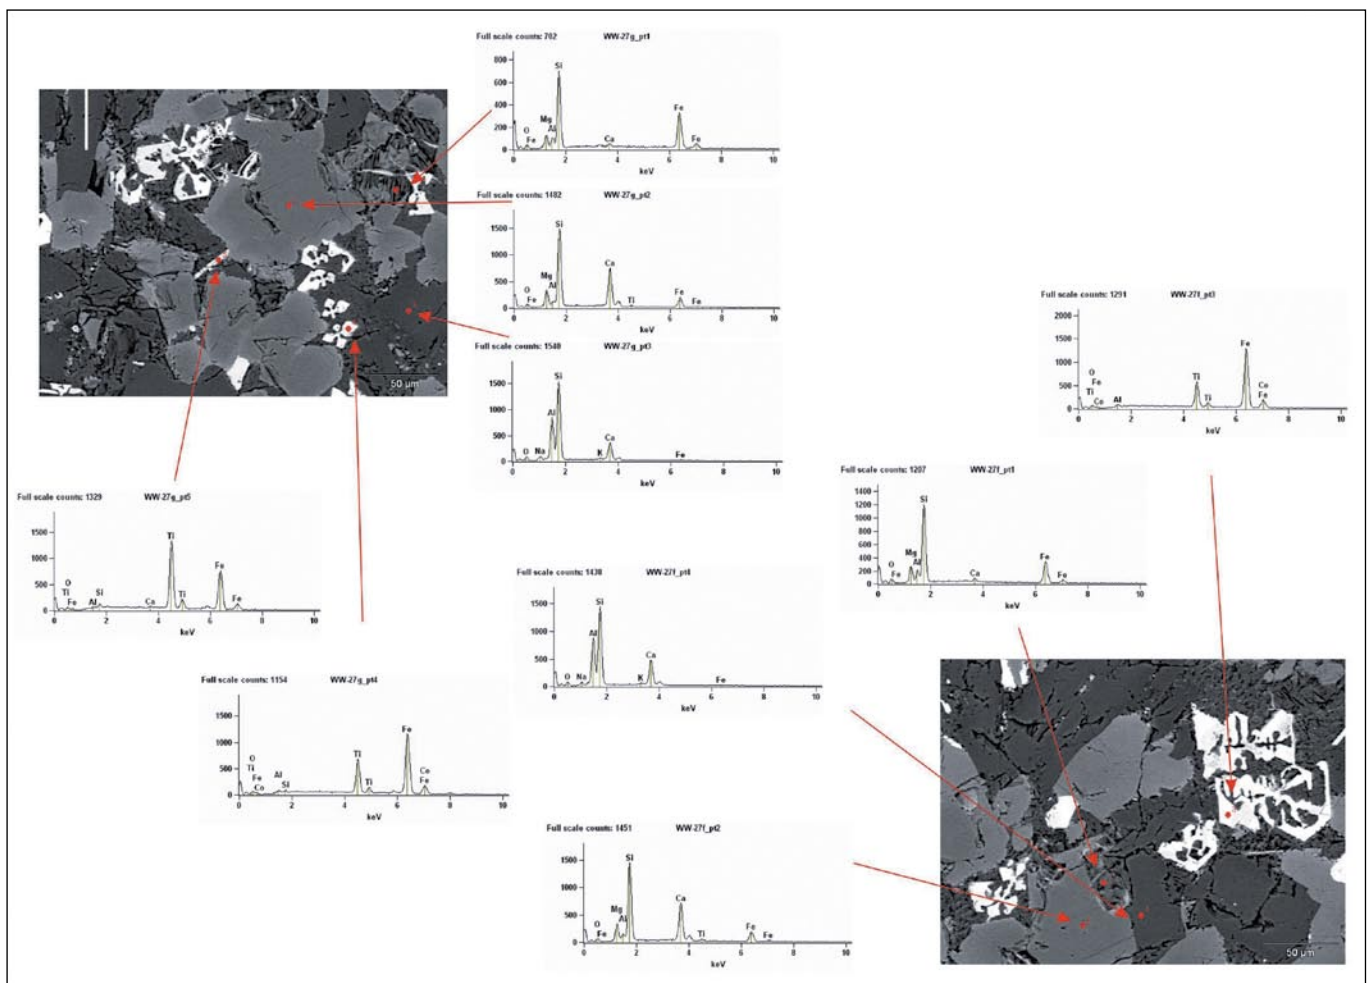 Full scale counts: 702 WW-27g_pt1
800
600
400
200
0
Si
Mg
Al
O
Fe
Ca
Fe
Fe
0 2 4 6 8 10
keV
Full scale counts: 1482 WW-27g_pt2
1500
1000
500
0
Si
Ca
Mg
Al
O
Fe
Ti
Fe
Fe
0 2 4 6 8 10
keV
Full scale counts: 1540 WW-27g_pt3
1500
1000
500
0
Si
Al
Ca
O
Na
K
Fe
0 2 4 6 8 10
keV
50 µm
Full scale counts: 1291 WW-27f_pt3
2000
1500
1000
500
0
Fe
Ti
O
Fe
Ti
Co
Al
Ti
Co
Fe
0 2 4 6 8 10
keV
Full scale counts: 1207 WW-27f_pt1
1400
1200
1000
800
600
400
200
0
Si
Mg
Al
O
Fe
Ca
Fe
Fe
0 2 4 6 8 10
keV
Full scale counts: 1329 WW-27g_pt5
1500
1000
500
0
Ti
Fe
O
Ti
Fe
Al
Si
Ca
Ti
Fe
0 2 4 6 8 10
keV
Full scale counts: 1430 WW-27f_pt4
1500
1000
500
0
Si
Al
Ca
O
Na
K
Fe
0 2 4 6 8 10
keV
Full scale counts: 1154 WW-27g_pt4
1500
1000
500
0
Fe
Ti
O
Ti
Fe
Co
Al
Si
Ti
Co
Fe
0 2 4 6 8 10
keV
Full scale counts: 1451 WW-27f_pt2
1500
1000
500
0
Si
Ca
Mg
Al
O
Fe
Ti
Fe
Fe
0 2 4 6 8 10
keV
50 µm